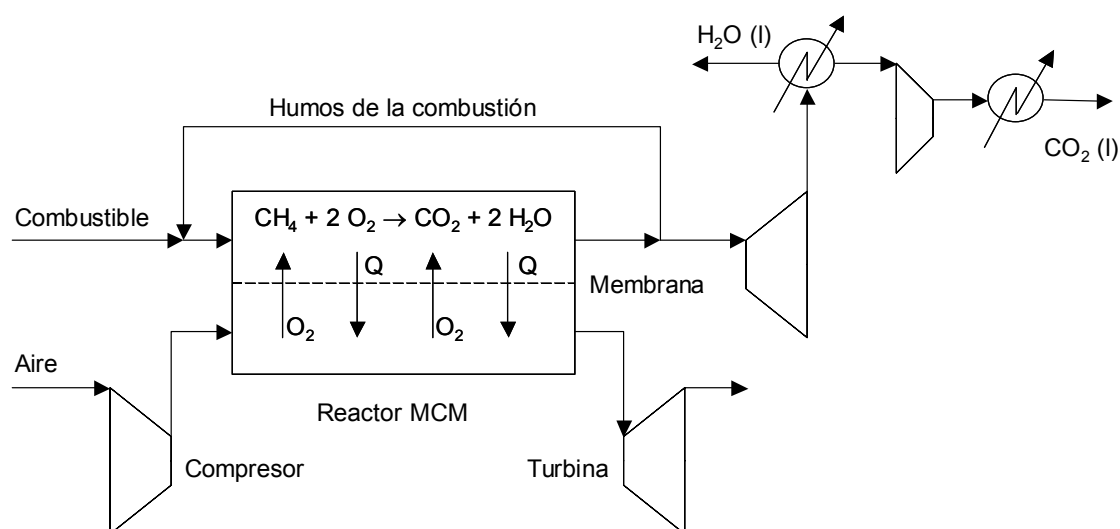 H₂O (l)
CO₂ (l)
Humos de la combustión
Combustible
CH₄ + 2 O₂ → CO₂ + 2 H₂O
Q
Q
Membrana
O₂
O₂
Aire
Reactor MCM
Compresor
Turbina